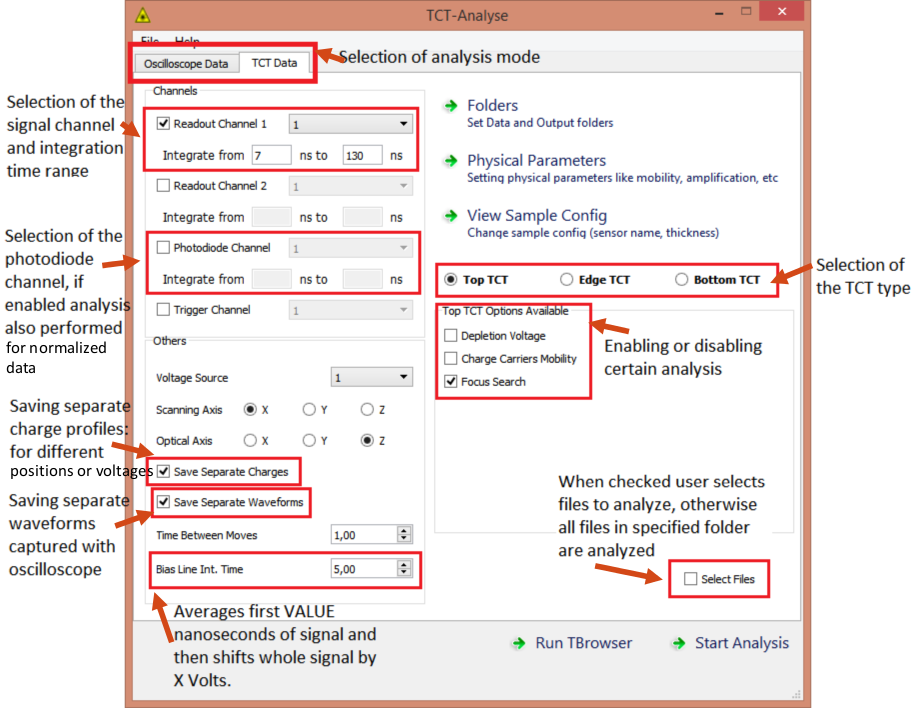 TCT-Analyse
File Help
Oscilloscope Data TCT Data
Selection of analysis mode
Channels
Selection of the
signal channel
and integration
time range
Readout Channel 1 1
Integrate from 7 ns to 130 ns
Readout Channel 2 1
Integrate from ns to ns
Selection of the
photodiode
channel, if
enabled analysis
also performed
for normalized
data
Photodiode Channel 1
Integrate from ns to ns
Trigger Channel 1
Others
Voltage Source 1
Scanning Axis X Y Z
Optical Axis X Y Z
Saving separate
charge profiles:
for different
positions or voltages
Save Separate Charges
Saving separate
waveforms
captured with
oscilloscope
Save Separate Waveforms
Time Between Moves 1,00
Bias Line Int. Time 5,00
Averages first VALUE
nanoseconds of signal and
then shifts whole signal by
X Volts.
Folders
Set Data and Output folders
Physical Parameters
Setting physical parameters like mobility, amplification, etc
View Sample Config
Change sample config (sensor name, thickness)
Top TCT Edge TCT Bottom TCT
Selection of
the TCT type
Top TCT Options Available
Depletion Voltage
Charge Carriers Mobility
Focus Search
Enabling or disabling
certain analysis
When checked user selects
files to analyze, otherwise
all files in specified folder
are analyzed
Select Files
Run TBrowser Start Analysis